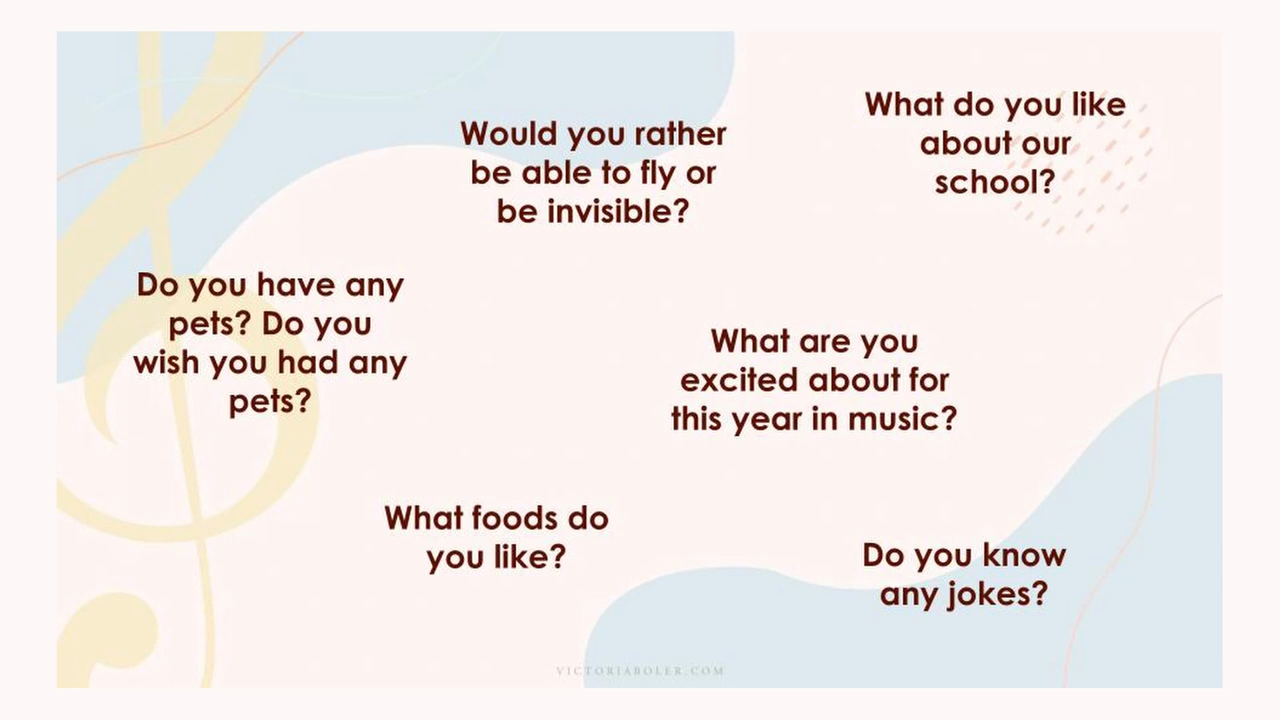 Would you rather
be able to fly or
be invisible?
What do you like
about our
school?
Do you have any
pets? Do you
wish you had any
pets?
What are you
excited about for
this year in music?
What foods do
you like?
Do you know
any jokes?
VICTORIABOLER.COM